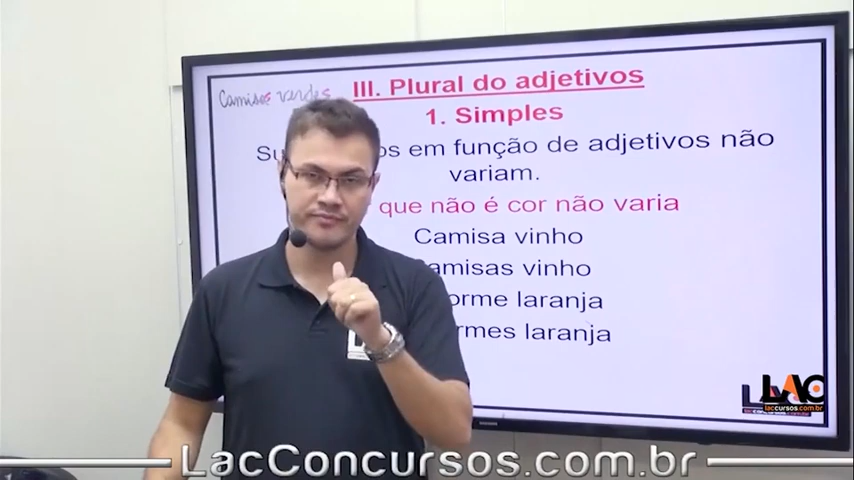 Camisas verdes
III. Plural do adjetivos
1. Simples
os em função de adjetivos não
variam.
que não é cor não varia
Camisa vinho
amisas vinho
orme laranja
rmes laranja
LAC
laccursos.com.br
LacConcursos.com.br